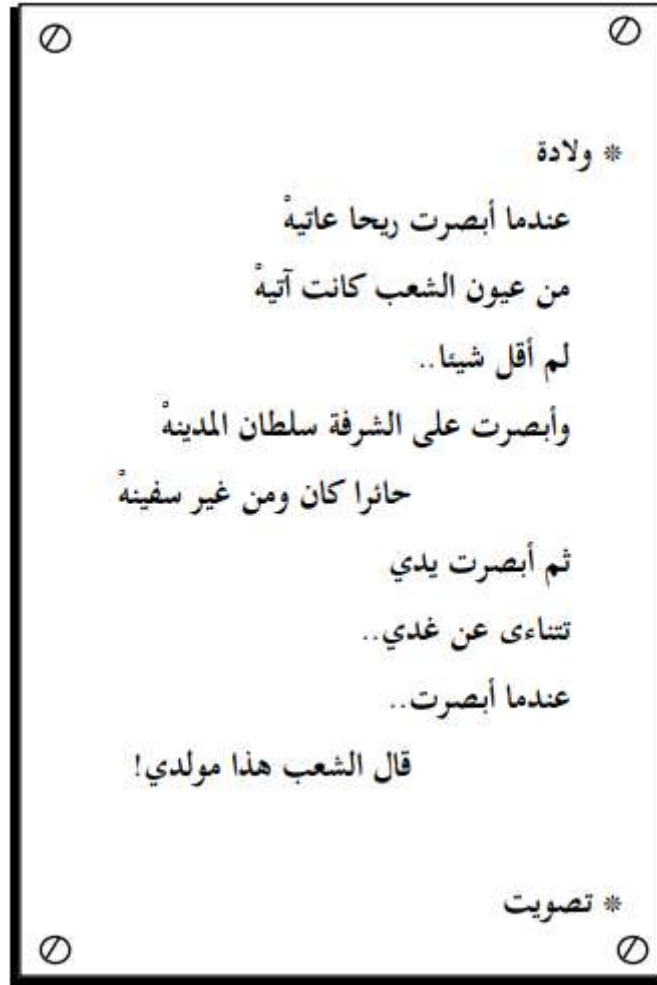 * ولادة
عندما أبصرت ريحا عاتيهْ
من عيون الشعب كانت آتيهْ
لم أقل شيئا..
وأبصرت على الشرفة سلطان المدينهْ
حائرا كان ومن غير سفينهْ
ثم أبصرت يدي
تتناءى عن غدي..
عندما أبصرت..
قال الشعب هذا مولدي!
* تصويت